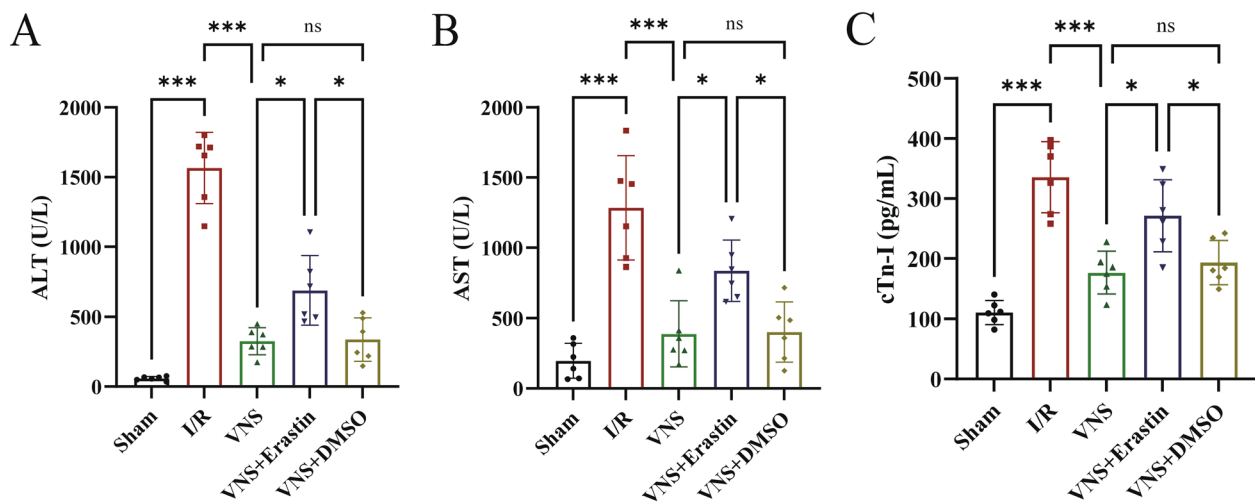 A
ALT (U/L)
2000
1500
1000
500
0
***
***
*
*
ns
Sham
I/R
VNS
VNS+Erastin
VNS+DMSO
B
AST (U/L)
2000
1500
1000
500
0
***
***
*
*
ns
Sham
I/R
VNS
VNS+Erastin
VNS+DMSO
C
cTn-I (pg/mL)
500
400
300
200
100
0
***
***
*
*
ns
Sham
I/R
VNS
VNS+Erastin
VNS+DMSO